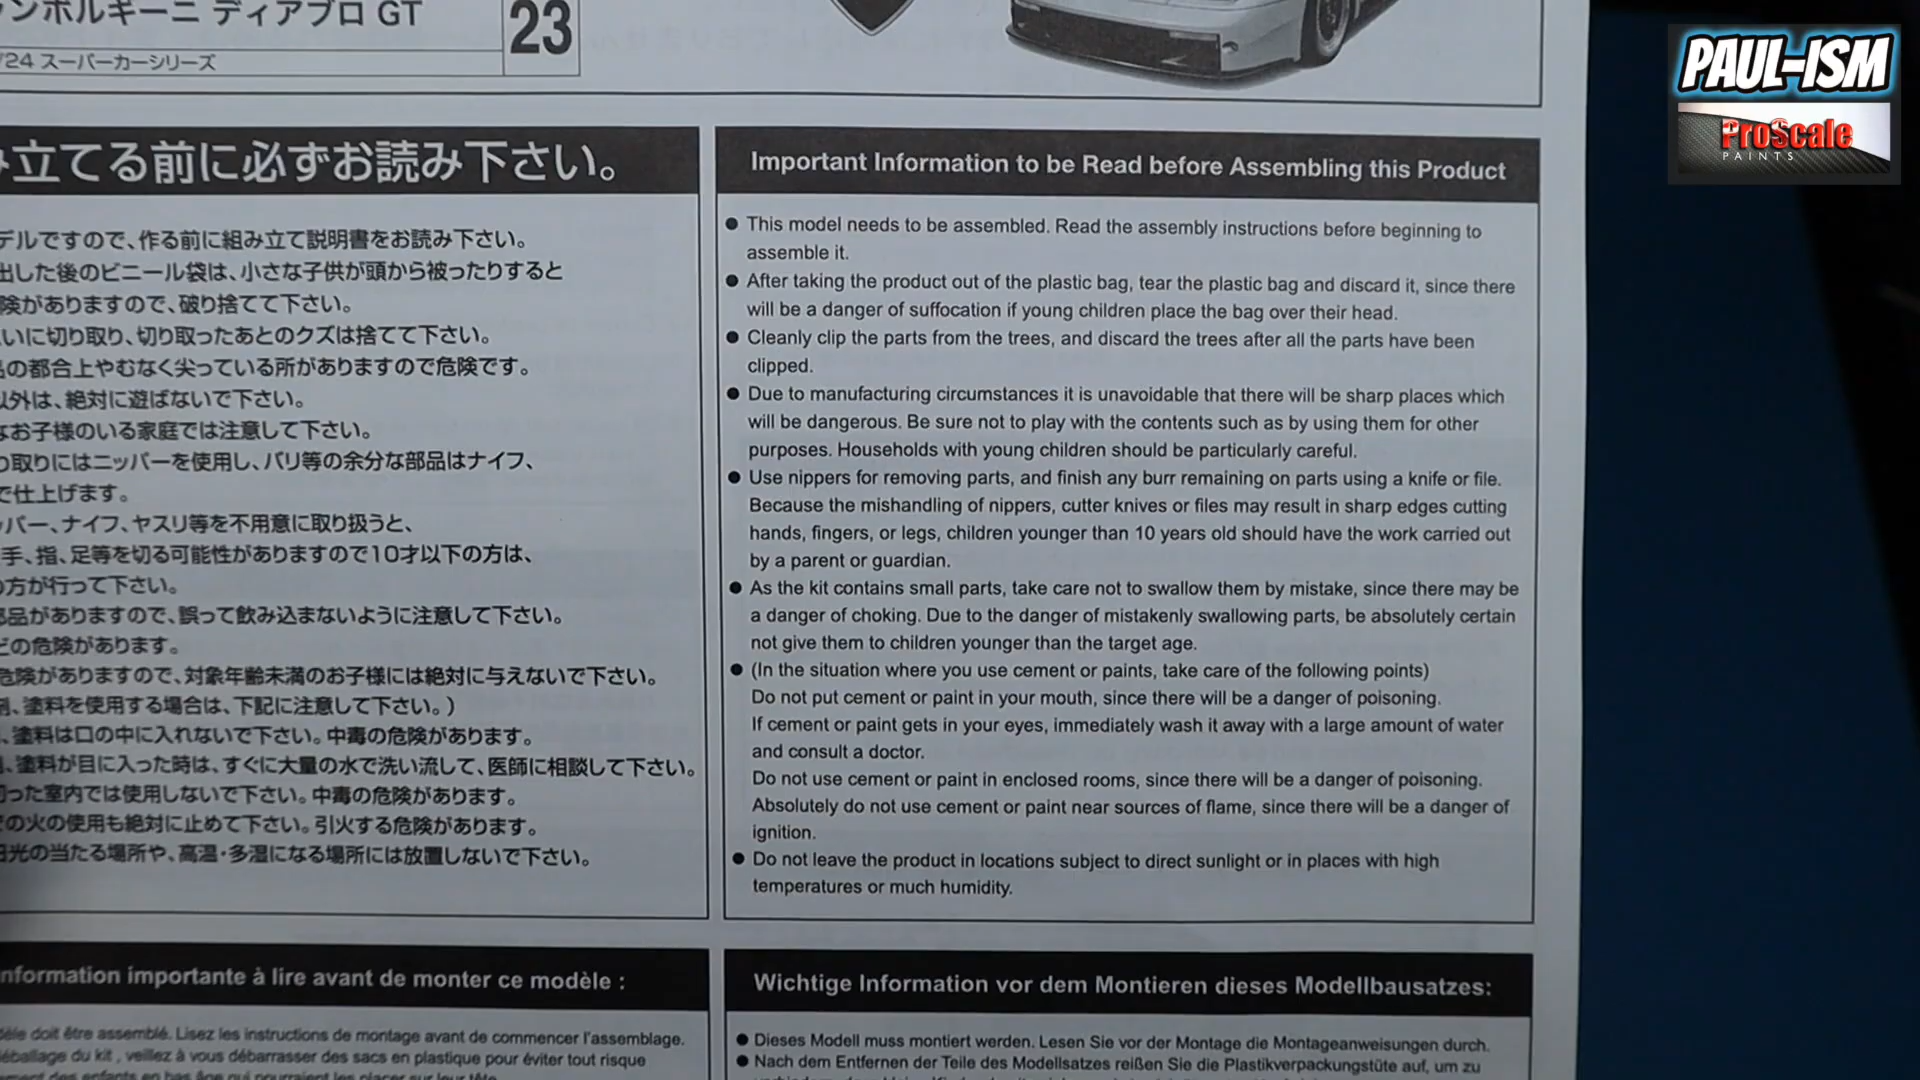 ンボルギーニ ディアブロ GT
23
/24 スーパーカーシリーズ
PAUL-ISM
ProScale
PAINTS
み立てる前に必ずお読み下さい。
デルですので、作る前に組み立て説明書をお読み下さい。
出した後のビニール袋は、小さな子供が頭から被ったりすると
険がありますので、破り捨てて下さい。
いに切り取り、切り取ったあとのクズは捨てて下さい。
の都合上やむなく尖っている所がありますので危険です。
以外は、絶対に遊ばないで下さい。
なお子様のいる家庭では注意して下さい。
り取りにはニッパーを使用し、バリ等の余分な部品はナイフ、
で仕上げます。
ッパー、ナイフ、ヤスリ等を不用意に取り扱うと、
手、指、足等を切る可能性がありますので10才以下の方は、
の方が行って下さい。
部品がありますので、誤って飲み込まないように注意して下さい。
どの危険があります。
危険がありますので、対象年齢未満のお子様には絶対に与えないで下さい。
剤、塗料を使用する場合は、下記に注意して下さい。)
、塗料は口の中に入れないで下さい。中毒の危険があります。
、塗料が目に入った時は、すぐに大量の水で洗い流して、医師に相談して下さい。
切った室内では使用しないで下さい。中毒の危険があります。
での火の使用も絶対に止めて下さい。引火する危険があります。
日光の当たる場所や、高温・多湿になる場所には放置しないで下さい。
Important Information to be Read before Assembling this Product
● This model needs to be assembled. Read the assembly instructions before beginning to
assemble it.
● After taking the product out of the plastic bag, tear the plastic bag and discard it, since there
will be a danger of suffocation if young children place the bag over their head.
● Cleanly clip the parts from the trees, and discard the trees after all the parts have been
clipped.
● Due to manufacturing circumstances it is unavoidable that there will be sharp places which
will be dangerous. Be sure not to play with the contents such as by using them for other
purposes. Households with young children should be particularly careful.
● Use nippers for removing parts, and finish any burr remaining on parts using a knife or file.
Because the mishandling of nippers, cutter knives or files may result in sharp edges cutting
hands, fingers, or legs, children younger than 10 years old should have the work carried out
by a parent or guardian.
● As the kit contains small parts, take care not to swallow them by mistake, since there may be
a danger of choking. Due to the danger of mistakenly swallowing parts, be absolutely certain
not give them to children younger than the target age.
● (In the situation where you use cement or paints, take care of the following points)
Do not put cement or paint in your mouth, since there will be a danger of poisoning.
If cement or paint gets in your eyes, immediately wash it away with a large amount of water
and consult a doctor.
Do not use cement or paint in enclosed rooms, since there will be a danger of poisoning.
Absolutely do not use cement or paint near sources of flame, since there will be a danger of
ignition.
● Do not leave the product in locations subject to direct sunlight or in places with high
temperatures or much humidity.
nformation importante à lire avant de monter ce modèle :
dèle doit être assemblé. Lisez les instructions de montage avant de commencer l'assemblage.
déballage du kit , veillez à vous débarrasser des sacs en plastique pour éviter tout risque
Wichtige Information vor dem Montieren dieses Modellbausatzes:
● Dieses Modell muss montiert werden. Lesen Sie vor der Montage die Montageanweisungen durch.
● Nach dem Entfernen der Teile des Modellsatzes reißen Sie die Plastikverpackungstüte auf, um zu